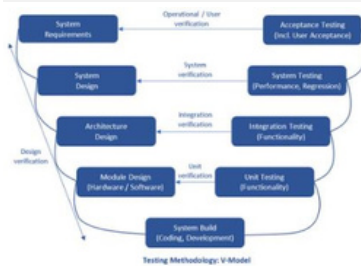 Operational / User
verification
System
Requirements
Acceptance Testing
(Incl User Acceptance)
System
verification
System
Design
System Testing
(Performance, Regression)
Integration
verification
Architecture
Design
Integration Testing
(Functionality)
Design
verification
Unit
verification
Module Design
(Hardware / Software)
Unit Testing
(Functionality)
System Build
(Coding, Development)
Testing Methodology: V-Model